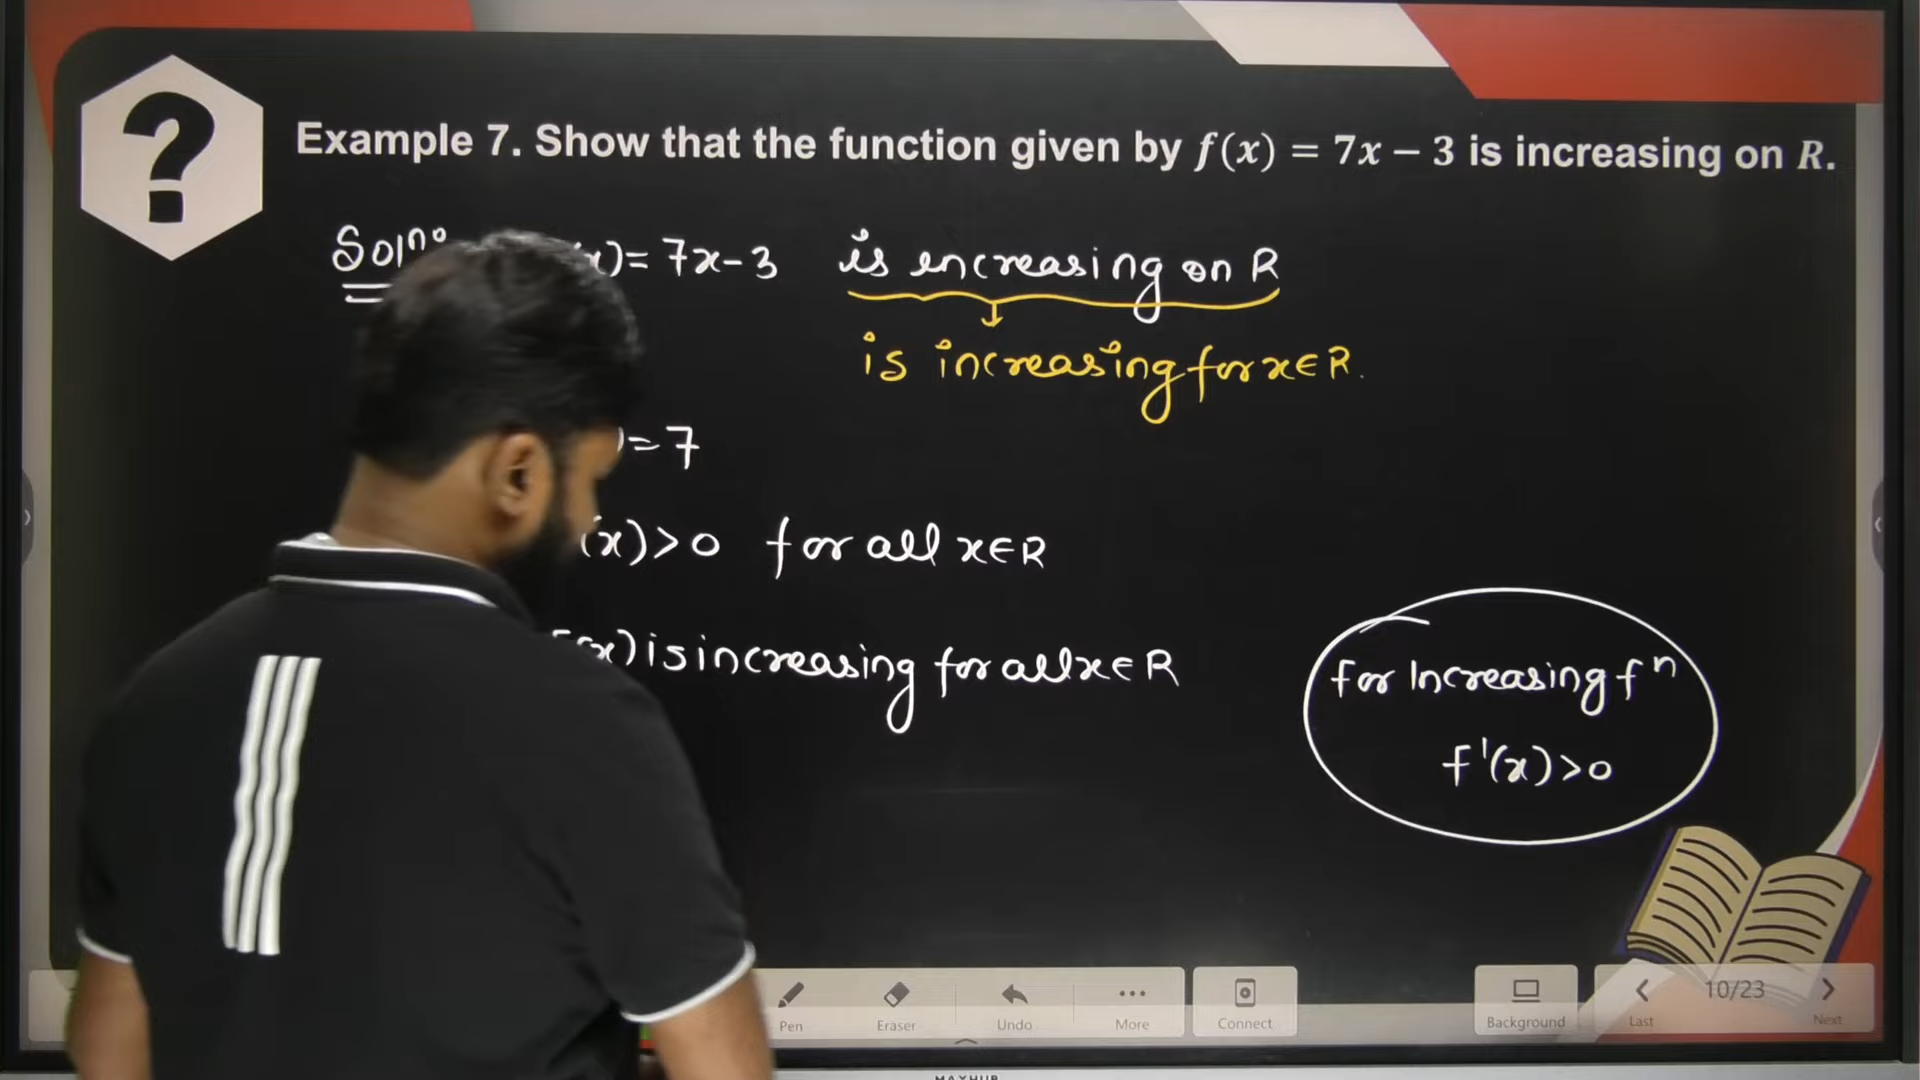 ?
Example 7. Show that the function given by f(x) = 7x – 3 is increasing on R.
Soln: (x)= 7x-3 is increasing on R
is increasing for x∈R.
)=7
(x)>0 for all x∈R
f(x) is increasing for all x∈R
for Increasing fⁿ
f'(x)>0
Pen
Eraser
Undo
More
Connect
Background
Last
10/23
Next